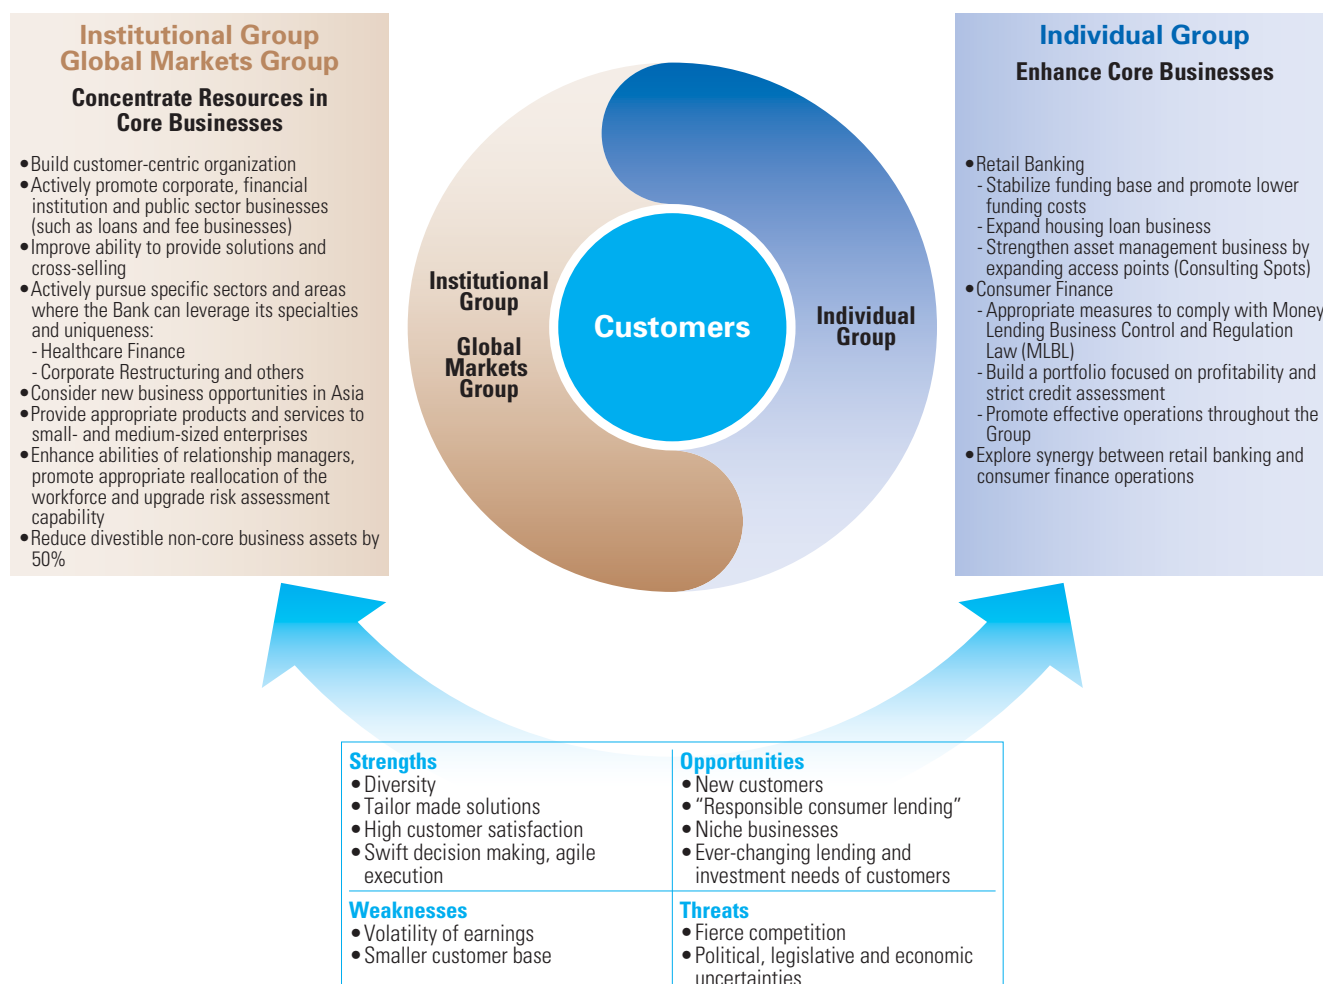 Institutional Group
Global Markets Group
Concentrate Resources in
Core Businesses
•Build customer-centric organization
•Actively promote corporate, financial
institution and public sector businesses
(such as loans and fee businesses)
•Improve ability to provide solutions and
cross-selling
•Actively pursue specific sectors and areas
where the Bank can leverage its specialties
and uniqueness:
- Healthcare Finance
- Corporate Restructuring and others
•Consider new business opportunities in Asia
•Provide appropriate products and services to
small- and medium-sized enterprises
•Enhance abilities of relationship managers,
promote appropriate reallocation of the
workforce and upgrade risk assessment
capability
•Reduce divestible non-core business assets by
50%
Institutional
Group
Global
Markets
Group
Customers
Individual
Group
Individual Group
Enhance Core Businesses
•Retail Banking
- Stabilize funding base and promote lower
funding costs
- Expand housing loan business
- Strengthen asset management business by
expanding access points (Consulting Spots)
•Consumer Finance
- Appropriate measures to comply with Money
Lending Business Control and Regulation
Law (MLBL)
- Build a portfolio focused on profitability and
strict credit assessment
- Promote effective operations throughout the
Group
•Explore synergy between retail banking and
consumer finance operations
Strengths
•Diversity
•Tailor made solutions
•High customer satisfaction
•Swift decision making, agile
execution
Opportunities
•New customers
•“Responsible consumer lending”
•Niche businesses
•Ever-changing lending and
investment needs of customers
Weaknesses
•Volatility of earnings
•Smaller customer base
Threats
•Fierce competition
•Political, legislative and economic
uncertainties